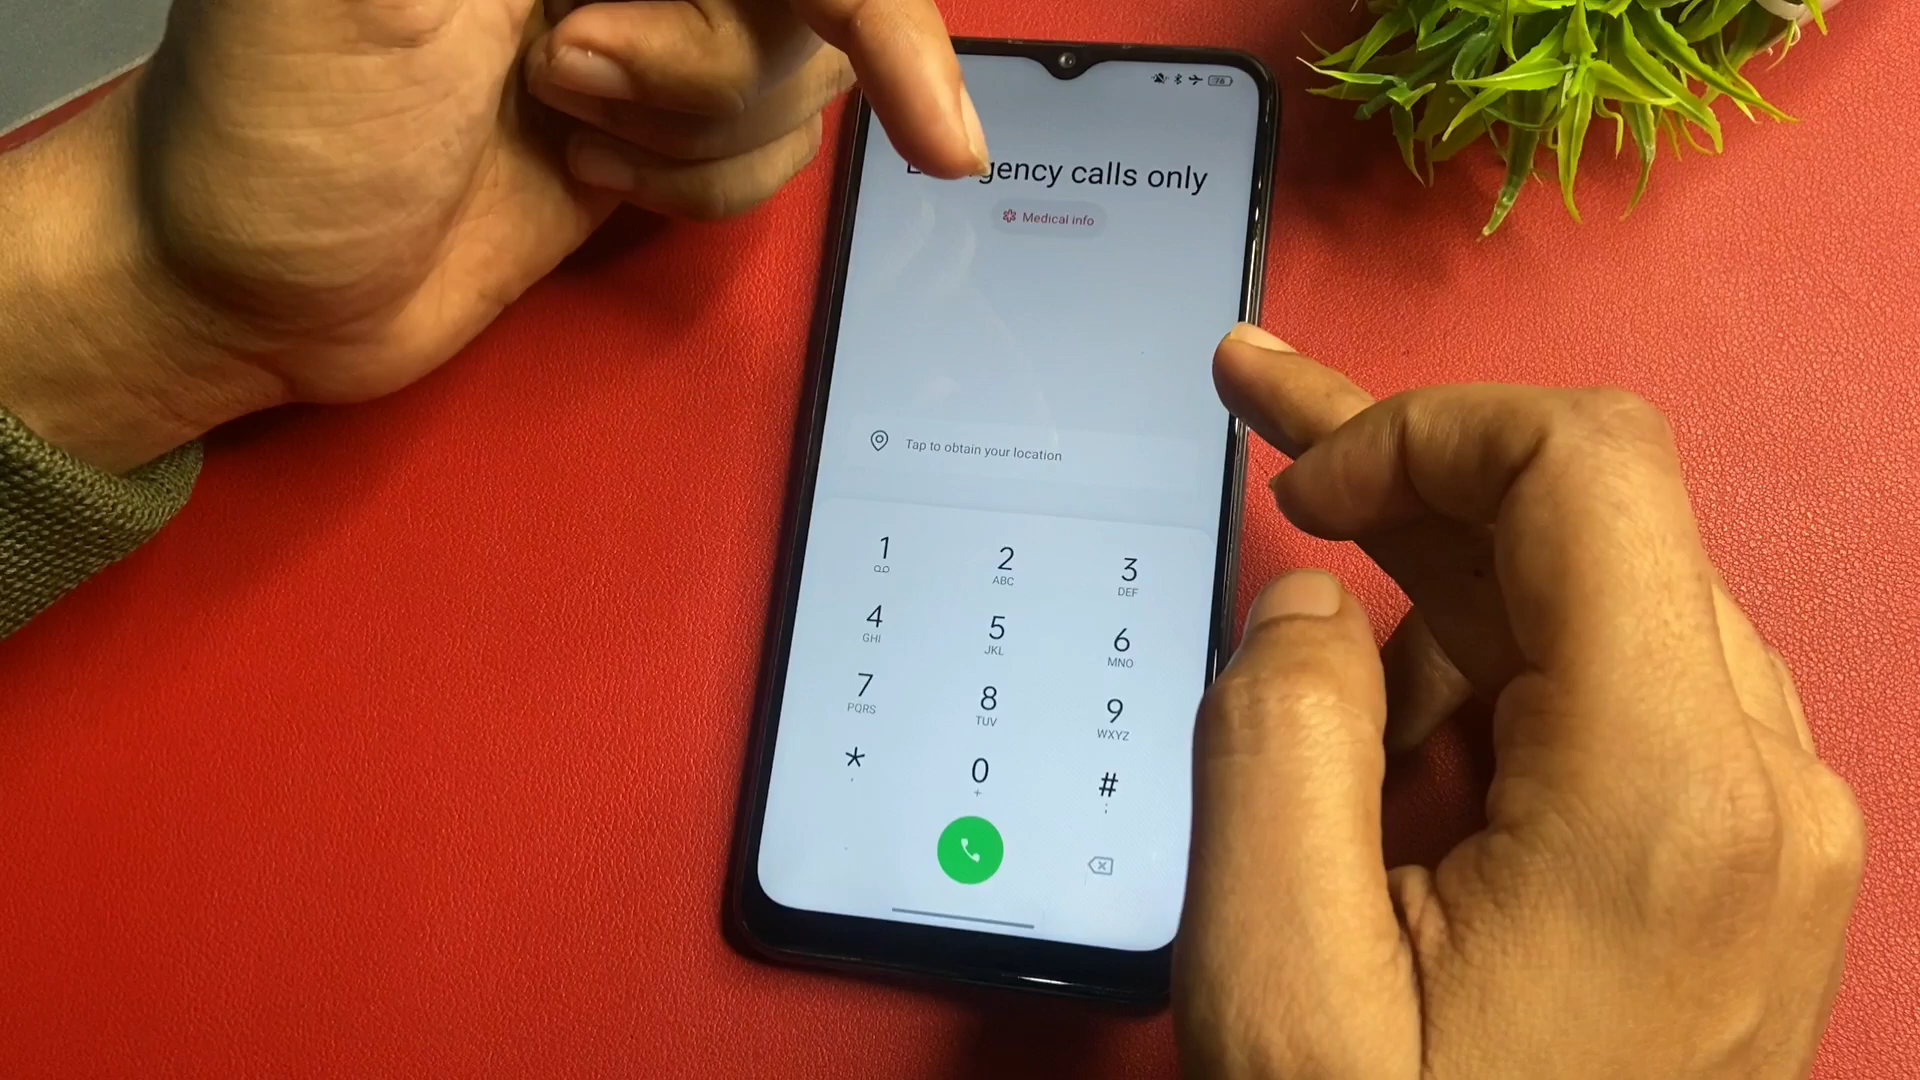 78
gency calls only
Medical info
Tap to obtain your location
1 2 3
ABC DEF
4 5 6
GHI JKL MNO
7 8 9
PQRS TUV WXYZ
* 0 #
, + ;